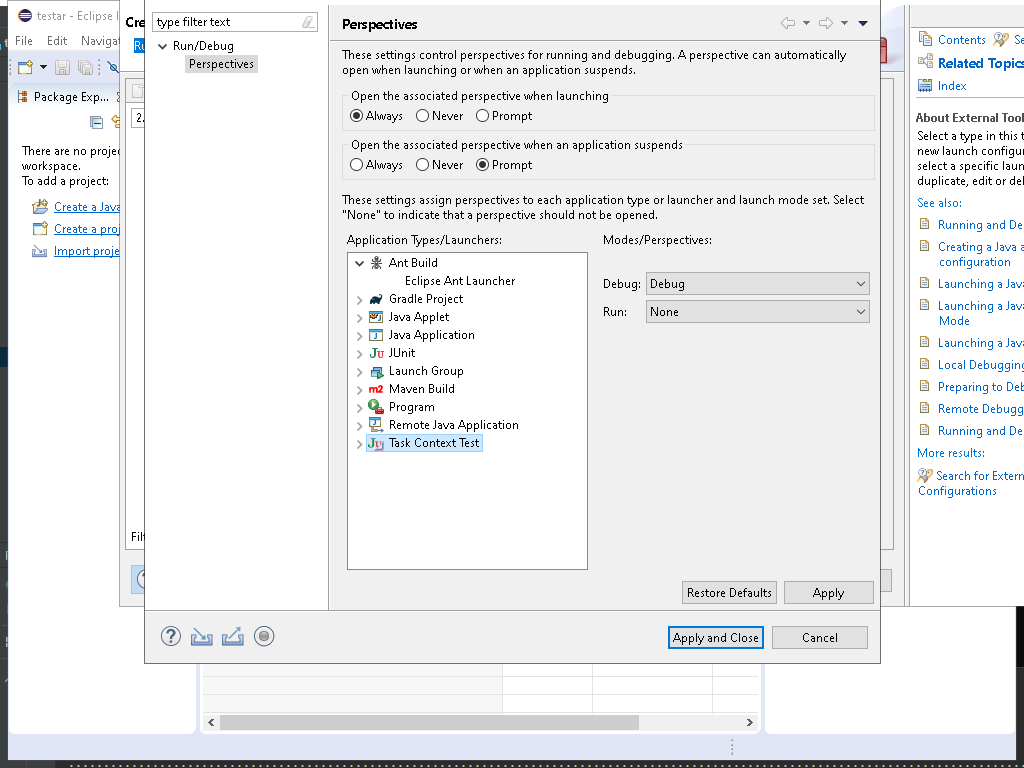 testar - Eclipse I
File Edit Navigat
Package Exp...
There are no proje
workspace.
To add a project:
Create a Java
Create a proj
Import proje
Cre
Ru
2.
Filt
type filter text
Run/Debug
Perspectives
Perspectives
These settings control perspectives for running and debugging. A perspective can automatically
open when launching or when an application suspends.
Open the associated perspective when launching
Always Never Prompt
Open the associated perspective when an application suspends
Always Never Prompt
These settings assign perspectives to each application type or launcher and launch mode set. Select
"None" to indicate that a perspective should not be opened.
Application Types/Launchers:
Modes/Perspectives:
Ant Build
Eclipse Ant Launcher
Gradle Project
Java Applet
Java Application
JUnit
Launch Group
Maven Build
Program
Remote Java Application
Task Context Test
Debug: Debug
Run: None
Restore Defaults Apply
Apply and Close Cancel
Contents Se
Related Topics
Index
About External Tool
Select a type in this t
new launch configur
select a specific laun
duplicate, edit or del
See also:
Running and De
Creating a Java a
configuration
Launching a Java
Launching a Java
Mode
Launching a Java
Local Debugging
Preparing to Deb
Remote Debugg
Running and De
More results:
Search for Extern
Configurations